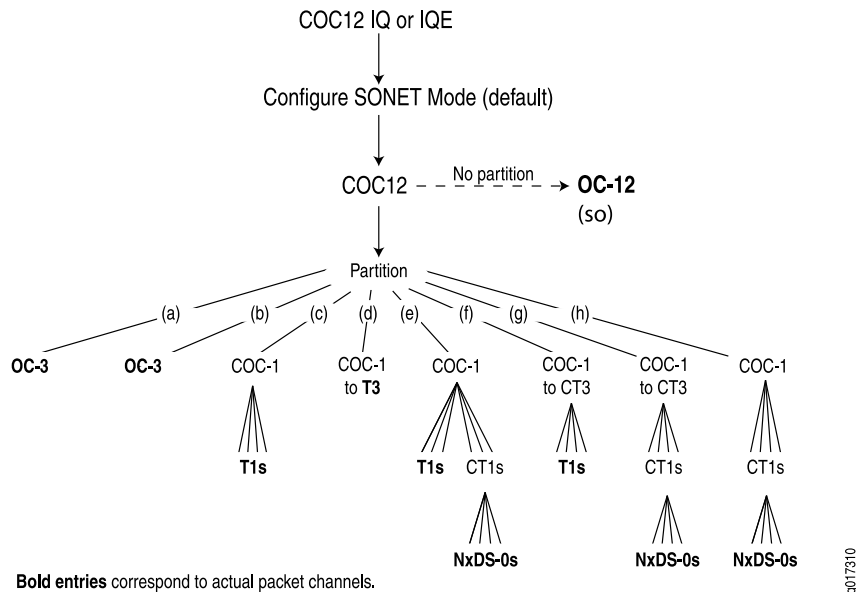 COC12 IQ or IQE
Configure SONET Mode (default)
COC12
No partition
OC-12
(so)
Partition
(a)
(b)
(c)
(d)
(e)
(f)
(g)
(h)
OC-3
OC-3
COC-1
COC-1
to T3
COC-1
COC-1
to CT3
COC-1
to CT3
COC-1
T1s
T1s
CT1s
T1s
CT1s
CT1s
NxDS-0s
NxDS-0s
NxDS-0s
Bold entries correspond to actual packet channels.
g017310